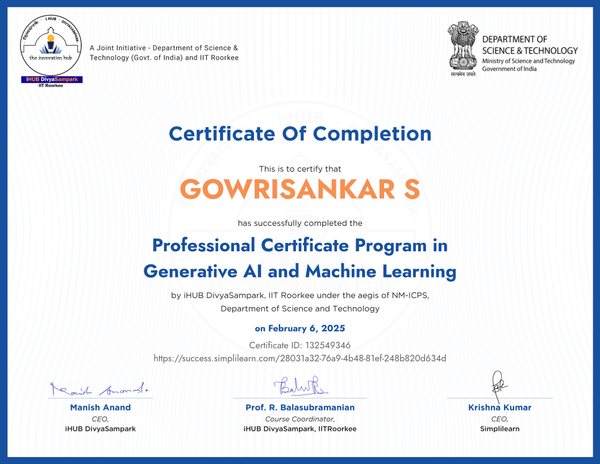 the innovation hub
iHUB DivyaSampark
IIT Roorkee
A Joint Initiative - Department of Science &
Technology (Govt. of India) and IIT Roorkee
सत्यमेव जयते
DEPARTMENT OF
SCIENCE & TECHNOLOGY
Ministry of Science and Technology
Government of India
Certificate Of Completion
This is to certify that
GOWRISANKAR S
has successfully completed the
Professional Certificate Program in
Generative AI and Machine Learning
by iHUB DivyaSampark, IIT Roorkee under the aegis of NM-ICPS,
Department of Science and Technology
on February 6, 2025
Certificate ID: 132549346
https://success.simplilearn.com/28031a32-76a9-4b48-81ef-248b820d634d
Manish Anand
CEO,
iHUB DivyaSampark
Prof. R. Balasubramanian
Course Coordinator,
iHUB DivyaSampark, IITRoorkee
Krishna Kumar
CEO,
Simplilearn